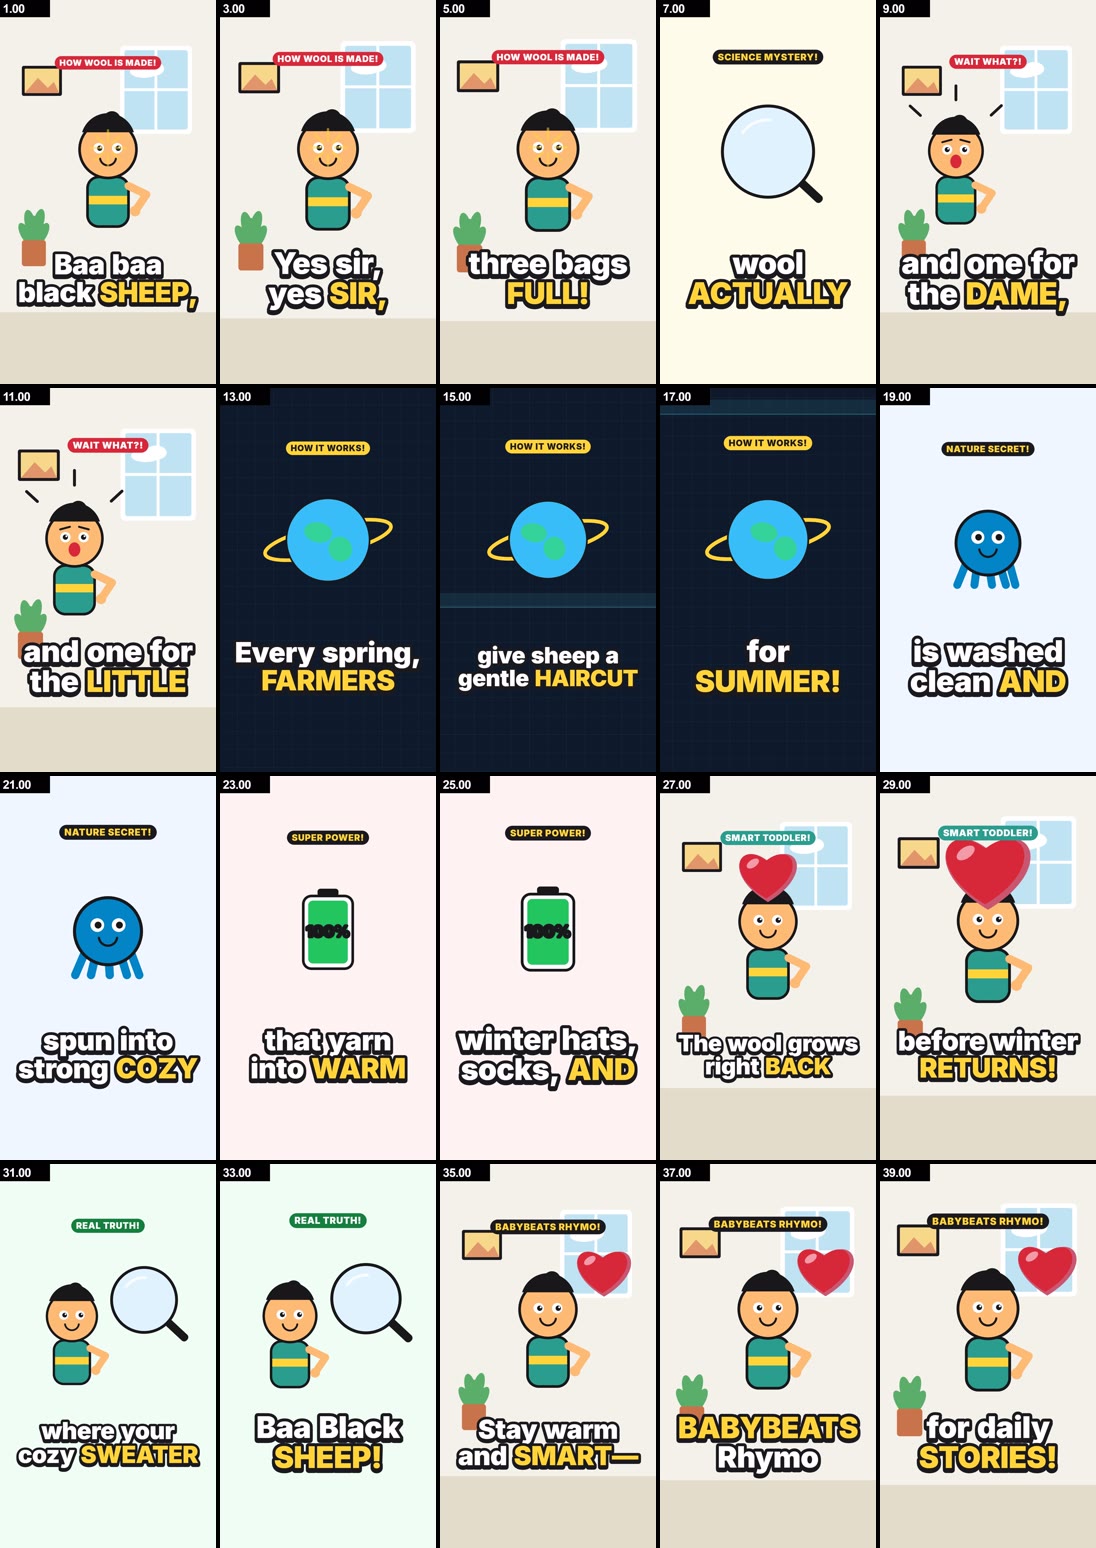 1.00
HOW WOOL IS MADE!
Baa baa
black SHEEP,
3.00
HOW WOOL IS MADE!
Yes sir,
yes SIR,
5.00
HOW WOOL IS MADE!
three bags
FULL!
7.00
SCIENCE MYSTERY!
wool
ACTUALLY
9.00
WAIT WHAT?!
and one for
the DAME,
11.00
WAIT WHAT?!
and one for
the LITTLE
13.00
HOW IT WORKS!
Every spring,
FARMERS
15.00
HOW IT WORKS!
give sheep a
gentle HAIRCUT
17.00
HOW IT WORKS!
for
SUMMER!
19.00
NATURE SECRET!
is washed
clean AND
21.00
NATURE SECRET!
spun into
strong COZY
23.00
SUPER POWER!
100%
that yarn
into WARM
25.00
SUPER POWER!
100%
winter hats,
socks, AND
27.00
SMART TODDLER!
The wool grows
right BACK
29.00
SMART TODDLER!
before winter
RETURNS!
31.00
REAL TRUTH!
where your
cozy SWEATER
33.00
REAL TRUTH!
Baa Black
SHEEP!
35.00
BABYBEATS RHYMO!
Stay warm
and SMART—
37.00
BABYBEATS RHYMO!
BABYBEATS
Rhymo
39.00
BABYBEATS RHYMO!
for daily
STORIES!